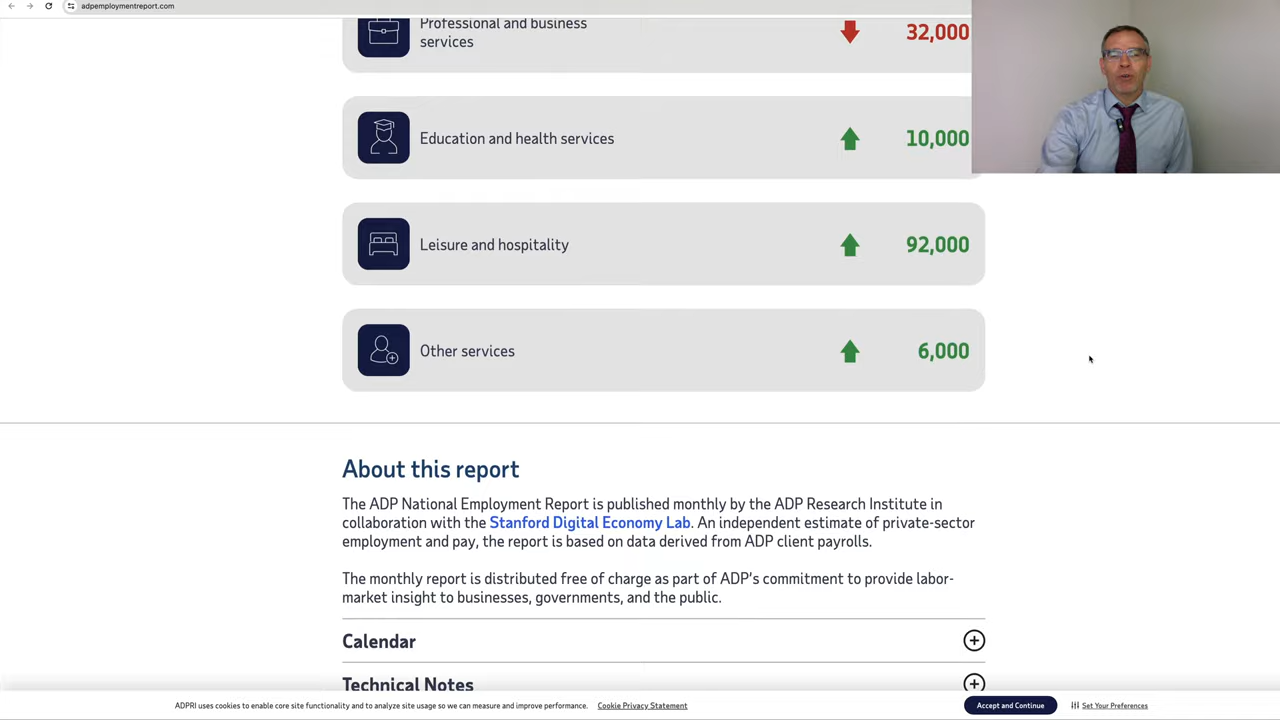 adpemploymentreport.com
Professional and business
services
32,000
Education and health services
10,000
Leisure and hospitality
92,000
Other services
6,000
About this report
The ADP National Employment Report is published monthly by the ADP Research Institute in
collaboration with the Stanford Digital Economy Lab. An independent estimate of private-sector
employment and pay, the report is based on data derived from ADP client payrolls.
The monthly report is distributed free of charge as part of ADP's commitment to provide labor-
market insight to businesses, governments, and the public.
Calendar
Technical Notes
ADPRI uses cookies to enable core site functionality and to analyze site usage so we can measure and improve performance. Cookie Privacy Statement
Accept and Continue
Set Your Preferences